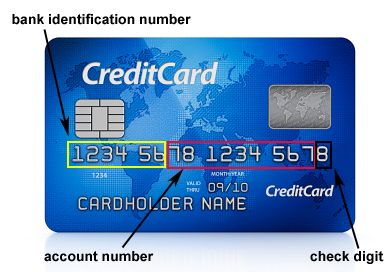 bank identification number
CreditCard
1234 5678 1234 5678
1234
MONTH/YEAR
VALID THRU 09/10
CreditCard
CARDHOLDER NAME
account number
check digit